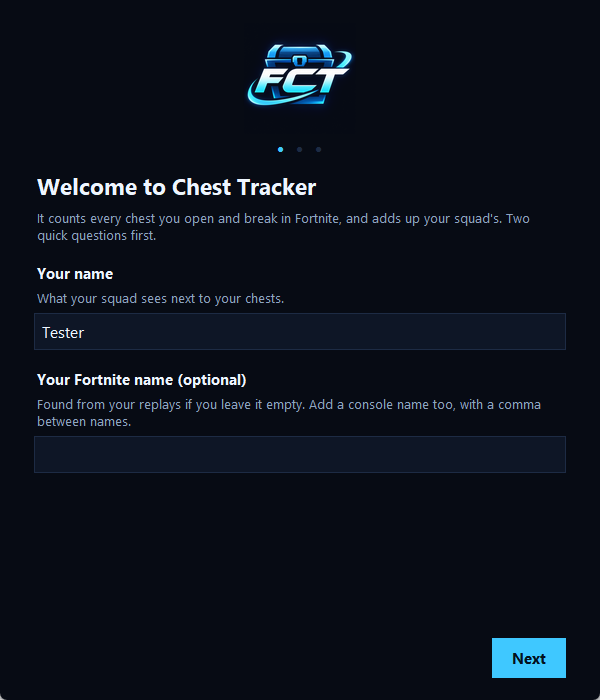 FCT
Welcome to Chest Tracker
It counts every chest you open and break in Fortnite, and adds up your squad's. Two
quick questions first.
Your name
What your squad sees next to your chests.
Tester
Your Fortnite name (optional)
Found from your replays if you leave it empty. Add a console name too, with a comma
between names.
Next